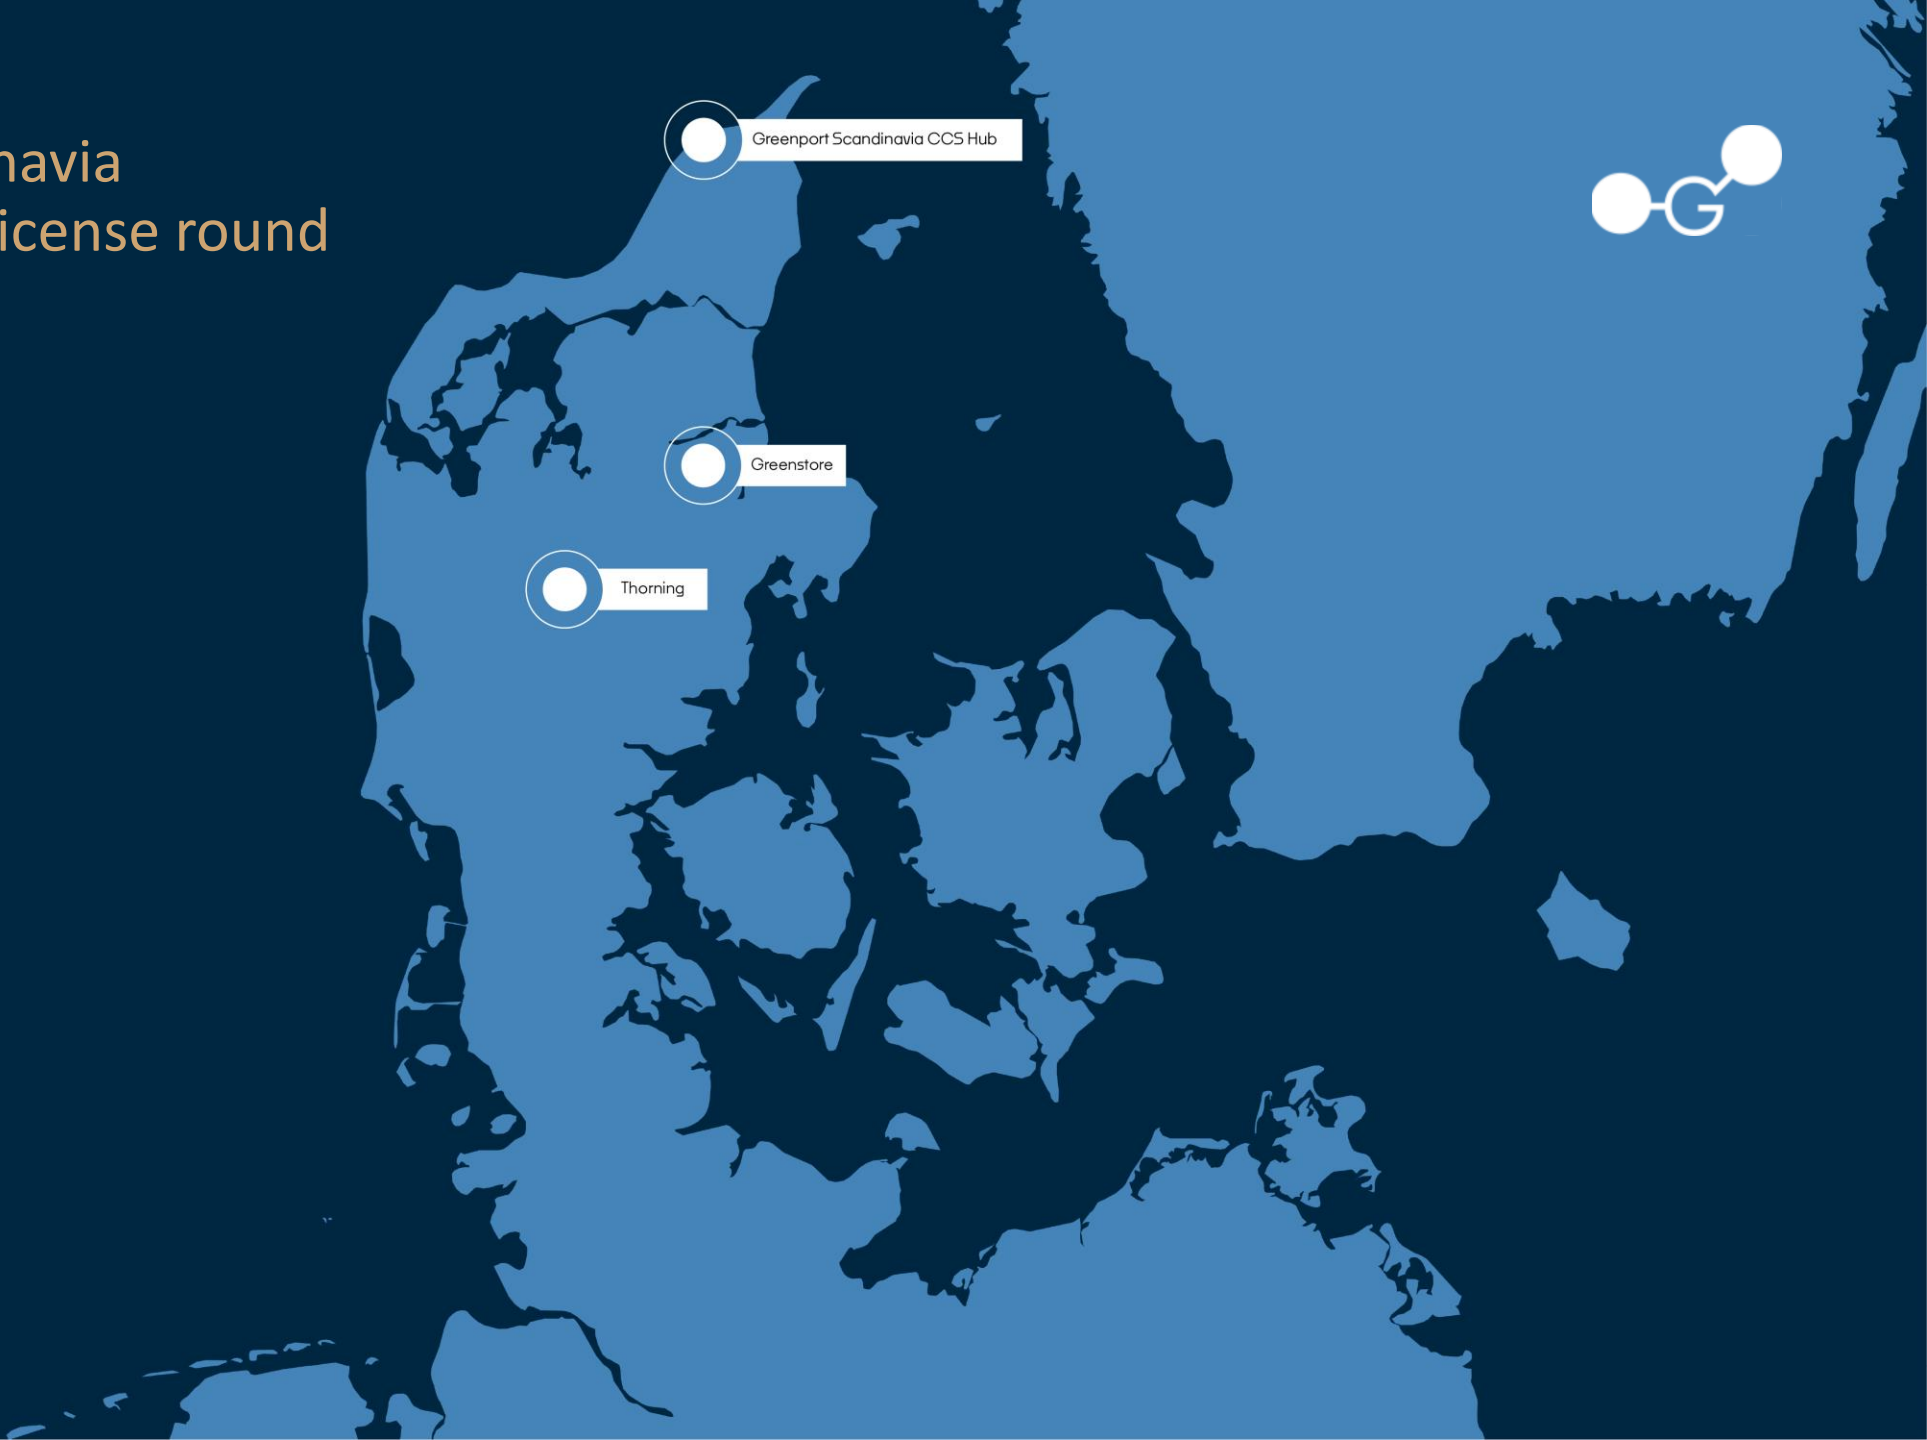 navia
icense round
Greenport Scandinavia CCS Hub
Greenstore
Thorning
G